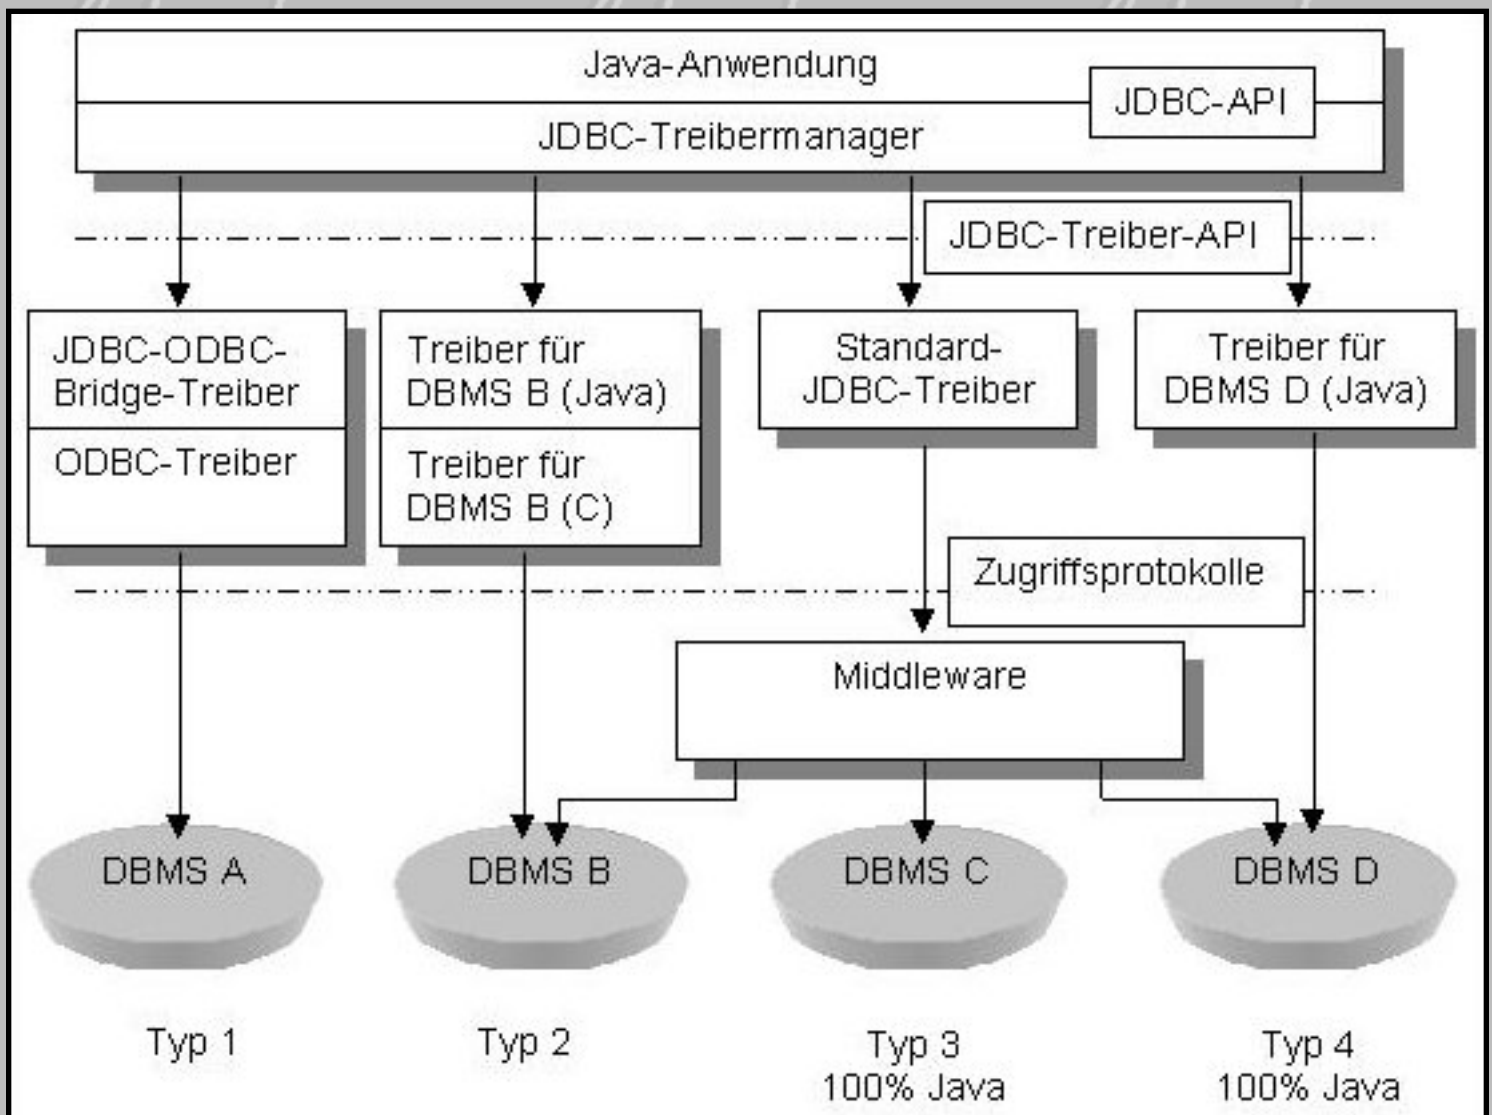 Java-Anwendung
JDBC-API
JDBC-Treibermanager
JDBC-Treiber-API
JDBC-ODBC-
Bridge-Treiber
ODBC-Treiber
Treiber für
DBMS B (Java)
Treiber für
DBMS B (C)
Standard-
JDBC-Treiber
Treiber für
DBMS D (Java)
Zugriffsprotokolle
Middleware
DBMS A
DBMS B
DBMS C
DBMS D
Typ 1
Typ 2
Typ 3
100% Java
Typ 4
100% Java